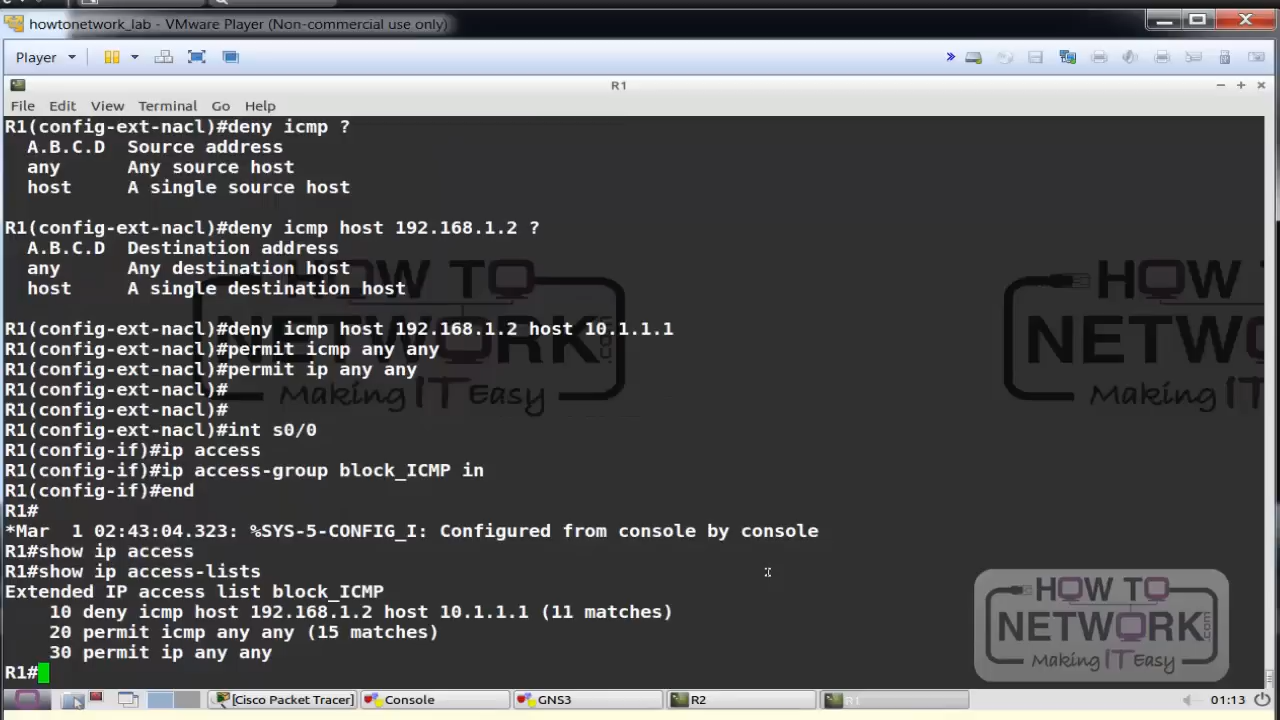 howtonetwork_lab - VMware Player (Non-commercial use only)
Player
R1
File Edit View Terminal Go Help
R1(config-ext-nacl)#deny icmp ?
A.B.C.D Source address
any Any source host
host A single source host
R1(config-ext-nacl)#deny icmp host 192.168.1.2 ?
A.B.C.D Destination address
any Any destination host
host A single destination host
R1(config-ext-nacl)#deny icmp host 192.168.1.2 host 10.1.1.1
R1(config-ext-nacl)#permit icmp any any
R1(config-ext-nacl)#permit ip any any
R1(config-ext-nacl)#
R1(config-ext-nacl)#
R1(config-ext-nacl)#int s0/0
R1(config-if)#ip access
R1(config-if)#ip access-group block_ICMP in
R1(config-if)#end
R1#
*Mar 1 02:43:04.323: %SYS-5-CONFIG_I: Configured from console by console
R1#show ip access
R1#show ip access-lists
Extended IP access list block_ICMP
10 deny icmp host 192.168.1.2 host 10.1.1.1 (11 matches)
20 permit icmp any any (15 matches)
30 permit ip any any
R1#
HOW TO
NETWORK.com
Making IT Easy
HOW TO
NETWORK
Making IT Easy
HOW TO
NETWORK.com
Making IT Easy
[Cisco Packet Tracer] Console GNS3 R2 R1 01:13